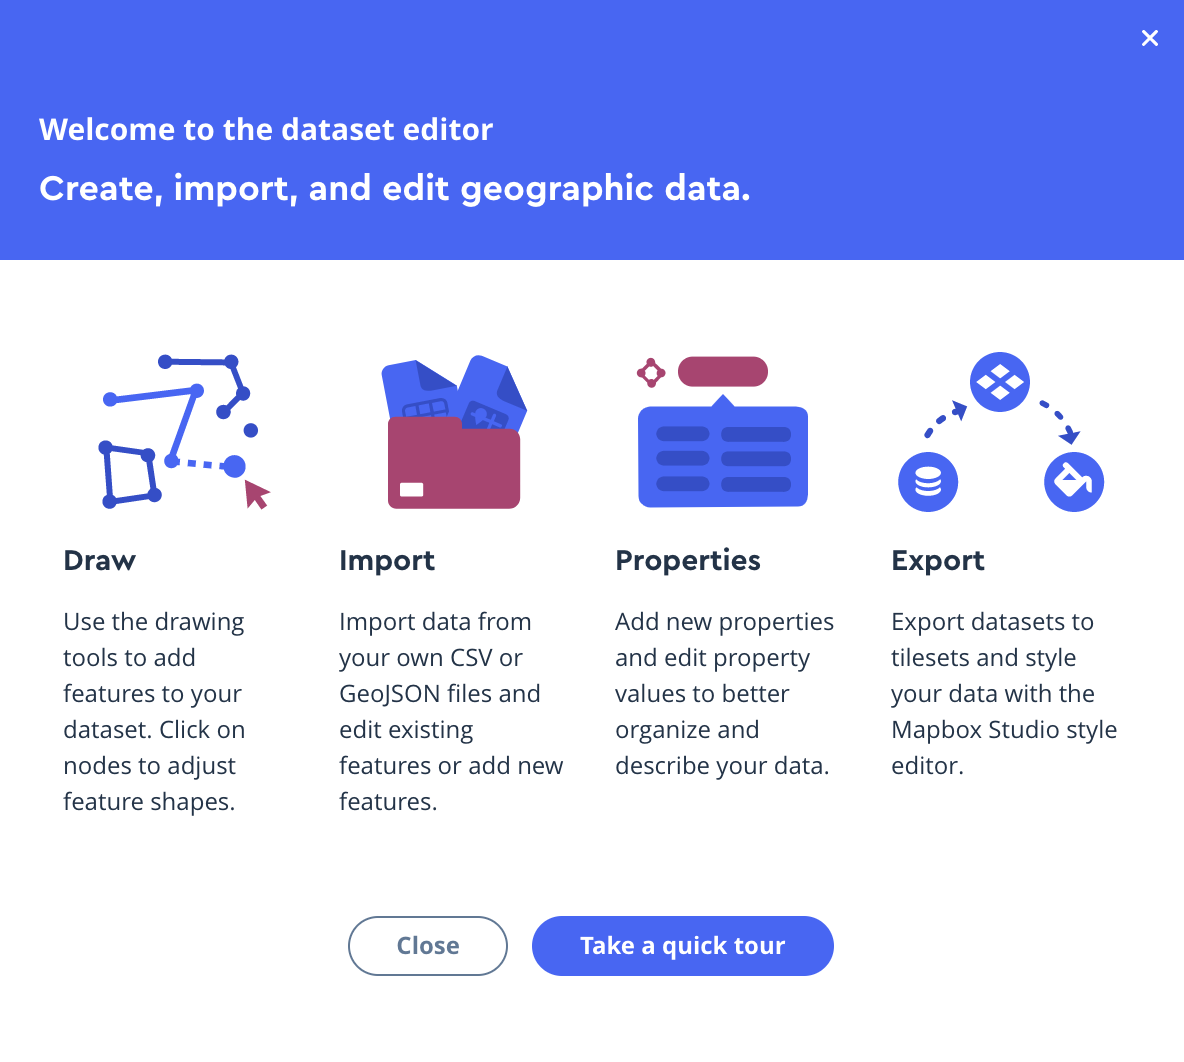 Welcome to the dataset editor
Create, import, and edit geographic data.
Draw
Use the drawing
tools to add
features to your
dataset. Click on
nodes to adjust
feature shapes.
Import
Import data from
your own CSV or
GeoJSON files and
edit existing
features or add new
features.
Properties
Add new properties
and edit property
values to better
organize and
describe your data.
Export
Export datasets to
tilesets and style
your data with the
Mapbox Studio style
editor.
Close
Take a quick tour